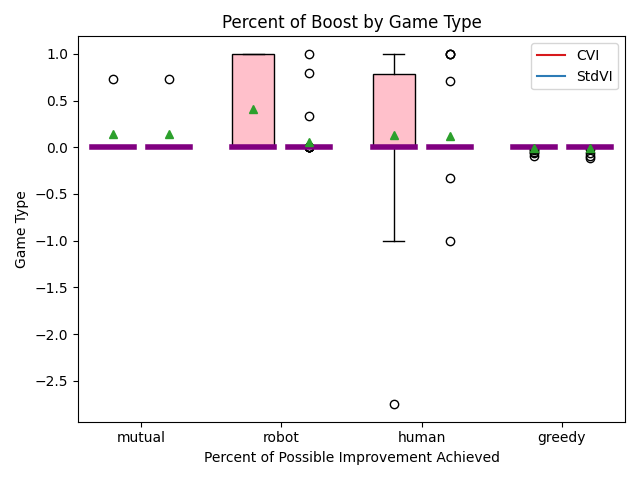 Percent of Boost by Game Type
CVI
StdVI
1.0
0.5
0.0
−0.5
−1.0
−1.5
−2.0
−2.5
Game Type
mutual
robot
human
greedy
Percent of Possible Improvement Achieved